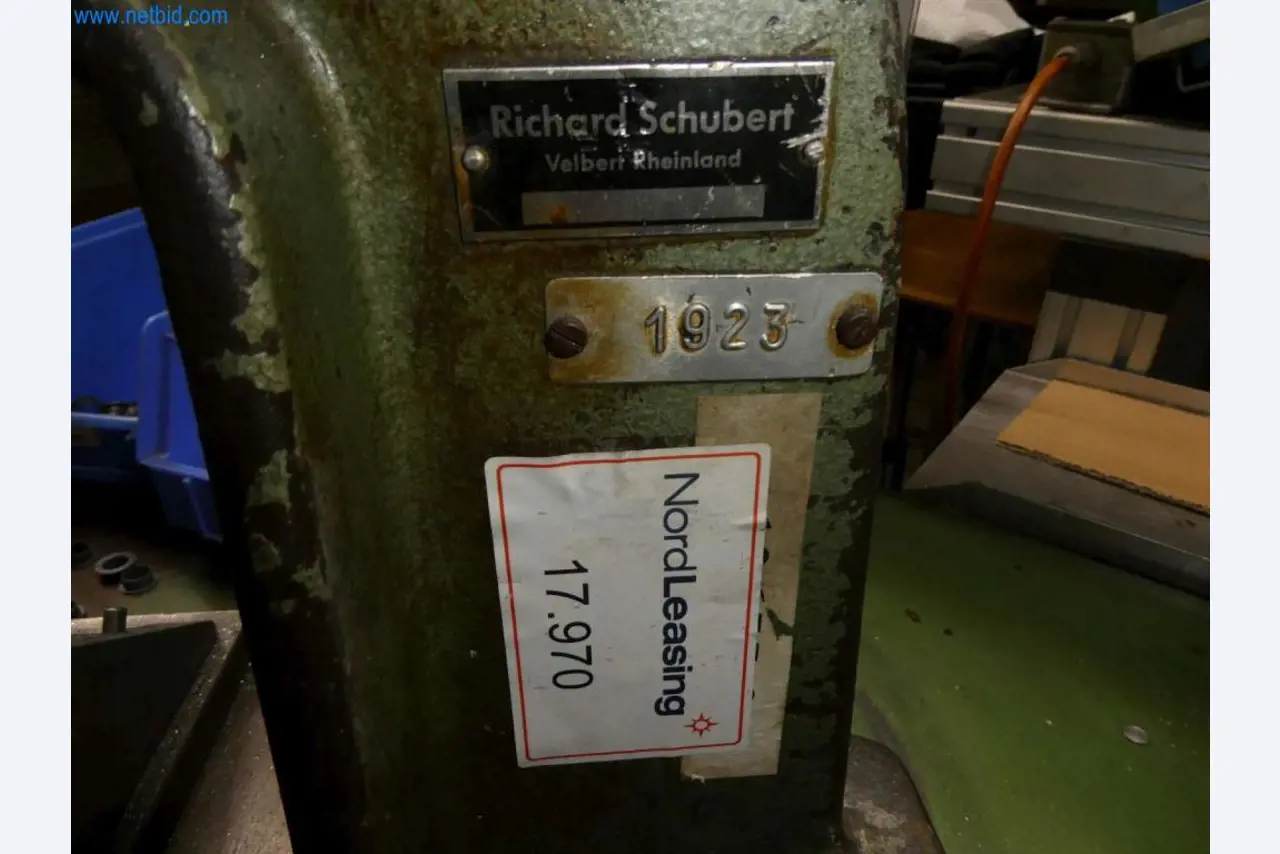 www.netbid.com
Richard Schubert
Velbert Rheinland
1923
NordLeasing
17.970